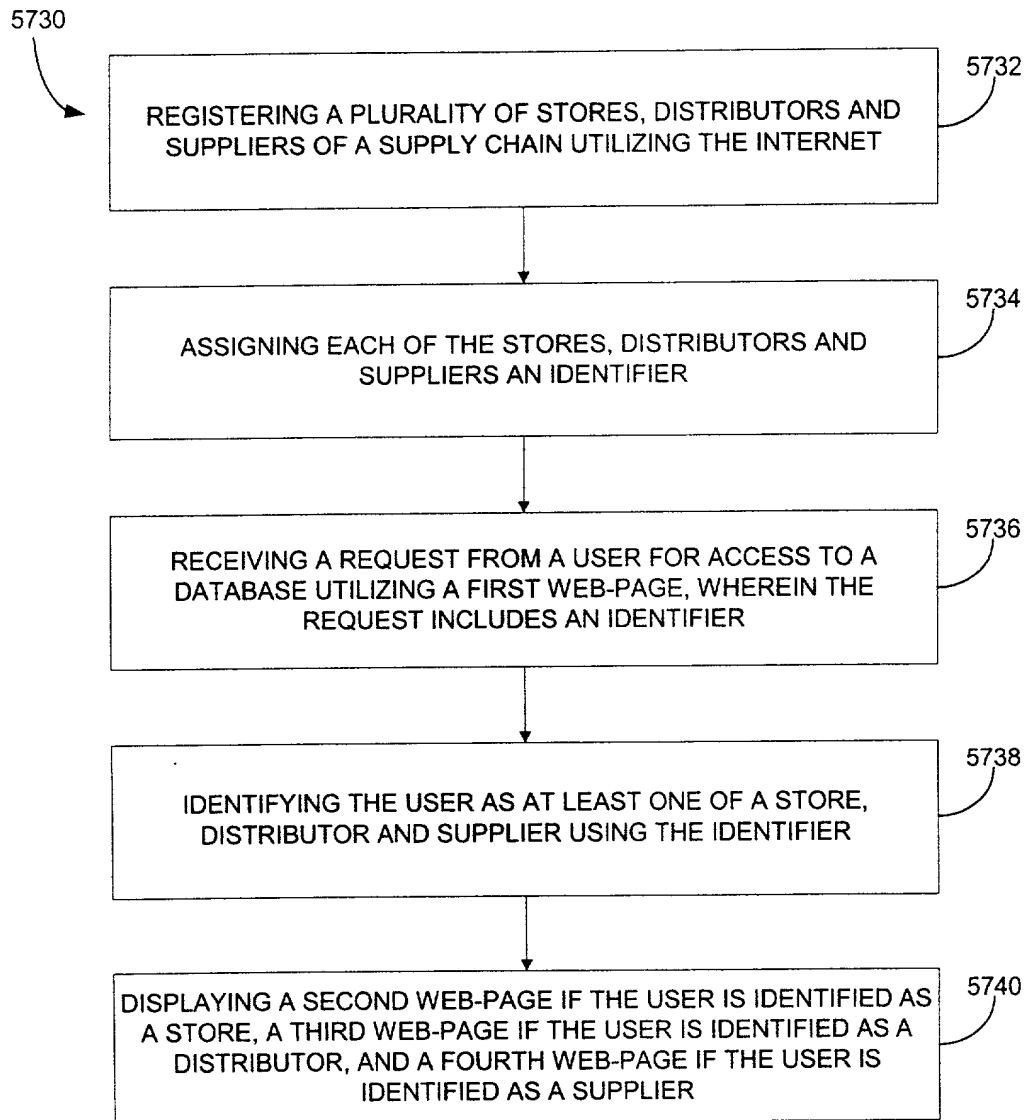 5730
5732
REGISTERING A PLURALITY OF STORES, DISTRIBUTORS AND
SUPPLIERS OF A SUPPLY CHAIN UTILIZING THE INTERNET
5734
ASSIGNING EACH OF THE STORES, DISTRIBUTORS AND
SUPPLIERS AN IDENTIFIER
5736
RECEIVING A REQUEST FROM A USER FOR ACCESS TO A
DATABASE UTILIZING A FIRST WEB-PAGE, WHEREIN THE
REQUEST INCLUDES AN IDENTIFIER
5738
IDENTIFYING THE USER AS AT LEAST ONE OF A STORE,
DISTRIBUTOR AND SUPPLIER USING THE IDENTIFIER
5740
DISPLAYING A SECOND WEB-PAGE IF THE USER IS IDENTIFIED AS
A STORE, A THIRD WEB-PAGE IF THE USER IS IDENTIFIED AS A
DISTRIBUTOR, AND A FOURTH WEB-PAGE IF THE USER IS
IDENTIFIED AS A SUPPLIER